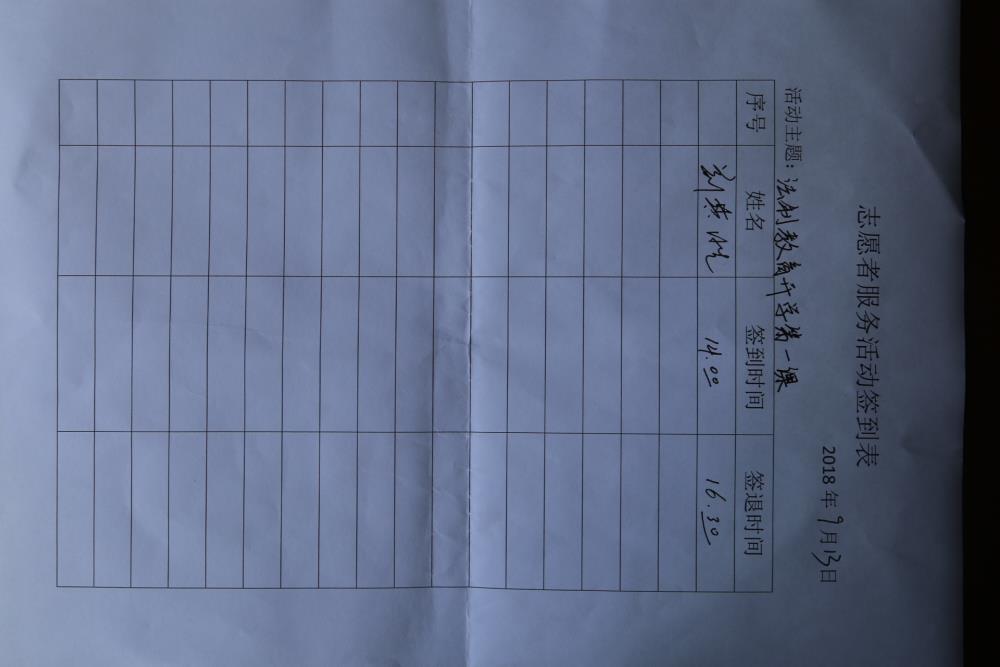 志愿者服务活动签到表
2018年9月13日
活动主题：法制教育开学第一课
序号 姓名 签到时间 签退时间
14.00 16.30